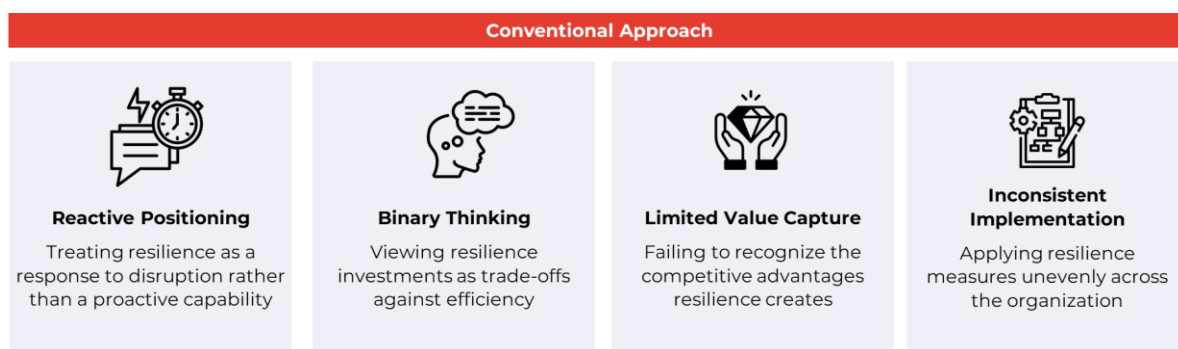 Conventional Approach
Reactive Positioning
Treating resilience as a
response to disruption rather
than a proactive capability
Binary Thinking
Viewing resilience
investments as trade-offs
against efficiency
Limited Value Capture
Failing to recognize the
competitive advantages
resilience creates
Inconsistent
Implementation
Applying resilience
measures unevenly across
the organization